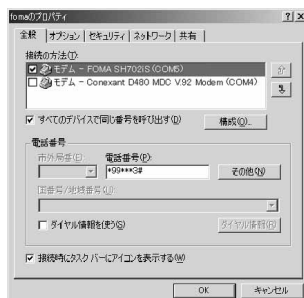 fomaのプロパティ
全般 オプション セキュリティ ネットワーク 共有
接続の方法(T):
モデム - FOMA SH702iS (COM5)
モデム - Conexant D480 MDC V.92 Modem (COM4)
すべてのデバイスで同じ番号を呼び出す(D)
構成(O)...
電話番号
市外局番(E):
電話番号(P):
*99***3#
その他(N)
国番号/地域番号(U):
ダイヤル情報を使う(S)
ダイヤル情報(R)
接続時にタスク バーにアイコンを表示する(W)
OK キャンセル